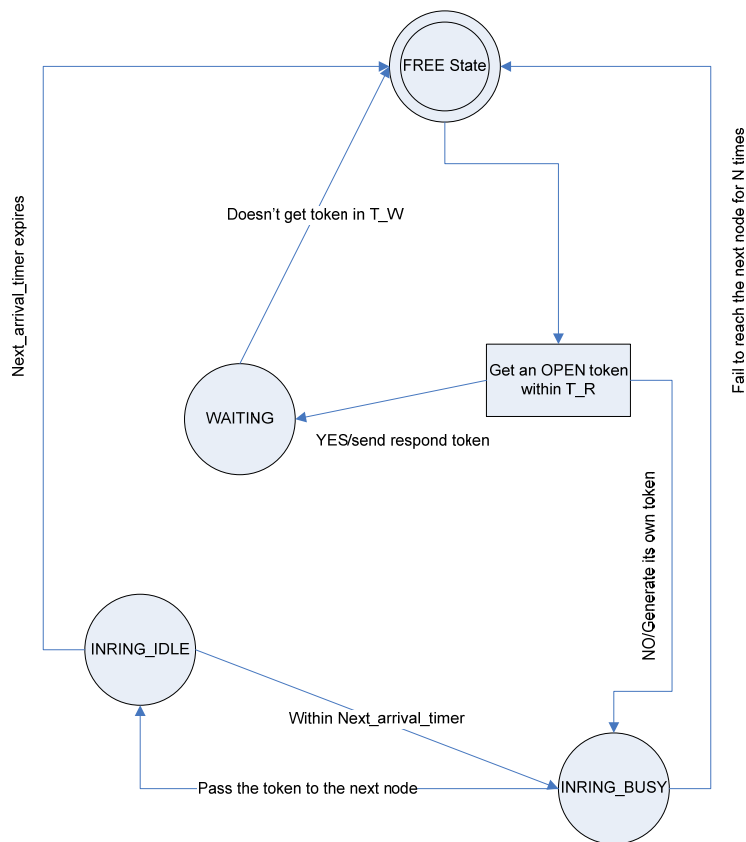 FREE State
Doesn't get token in T_W
Next_arrival_timer expires
Fail to reach the next node for N times
Get an OPEN token
within T_R
WAITING
YES/send respond token
NO/Generate its own token
INRING_IDLE
Within Next_arrival_timer
Pass the token to the next node
INRING_BUSY